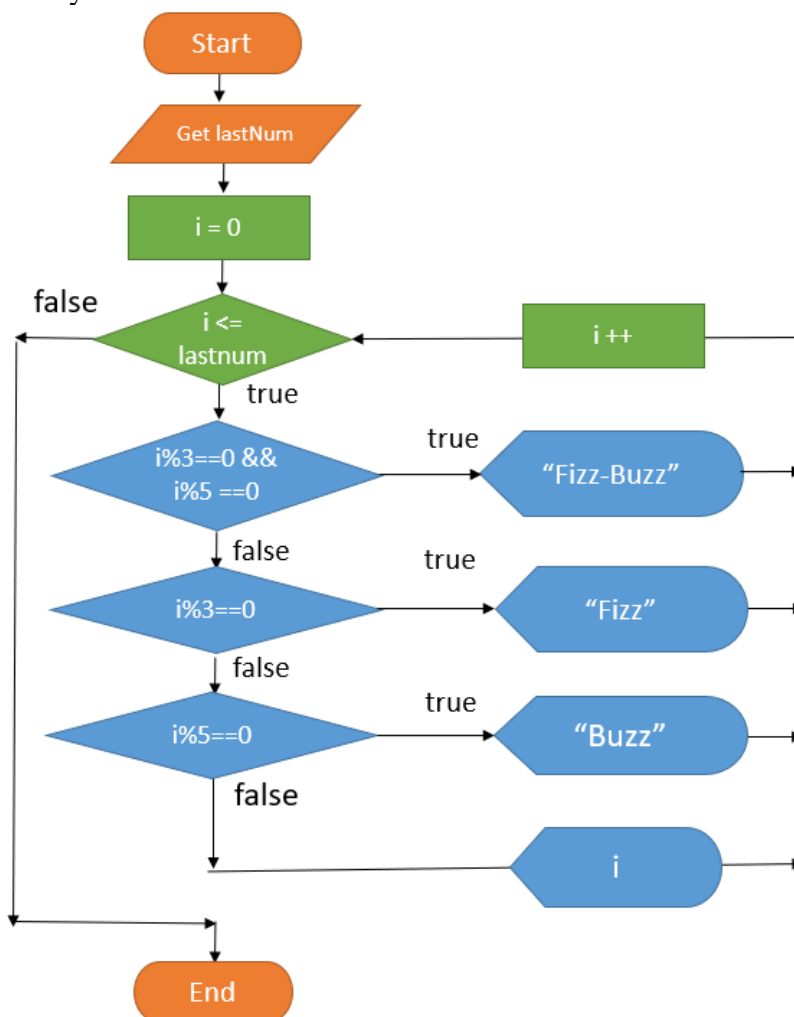 Start
Get lastNum
i = 0
false
i <=
lastnum
i ++
true
i%3==0 &&
i%5 ==0
true
“Fizz-Buzz”
false
i%3==0
true
“Fizz”
false
i%5==0
true
“Buzz”
false
i
End